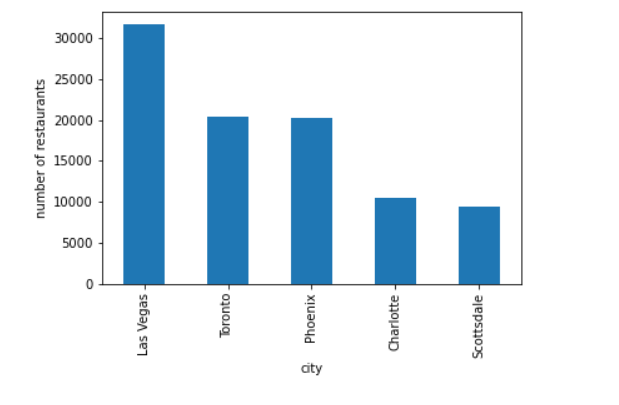 number of restaurants
30000
25000
20000
15000
10000
5000
0
Las Vegas
Toronto
Phoenix
Charlotte
Scottsdale
city